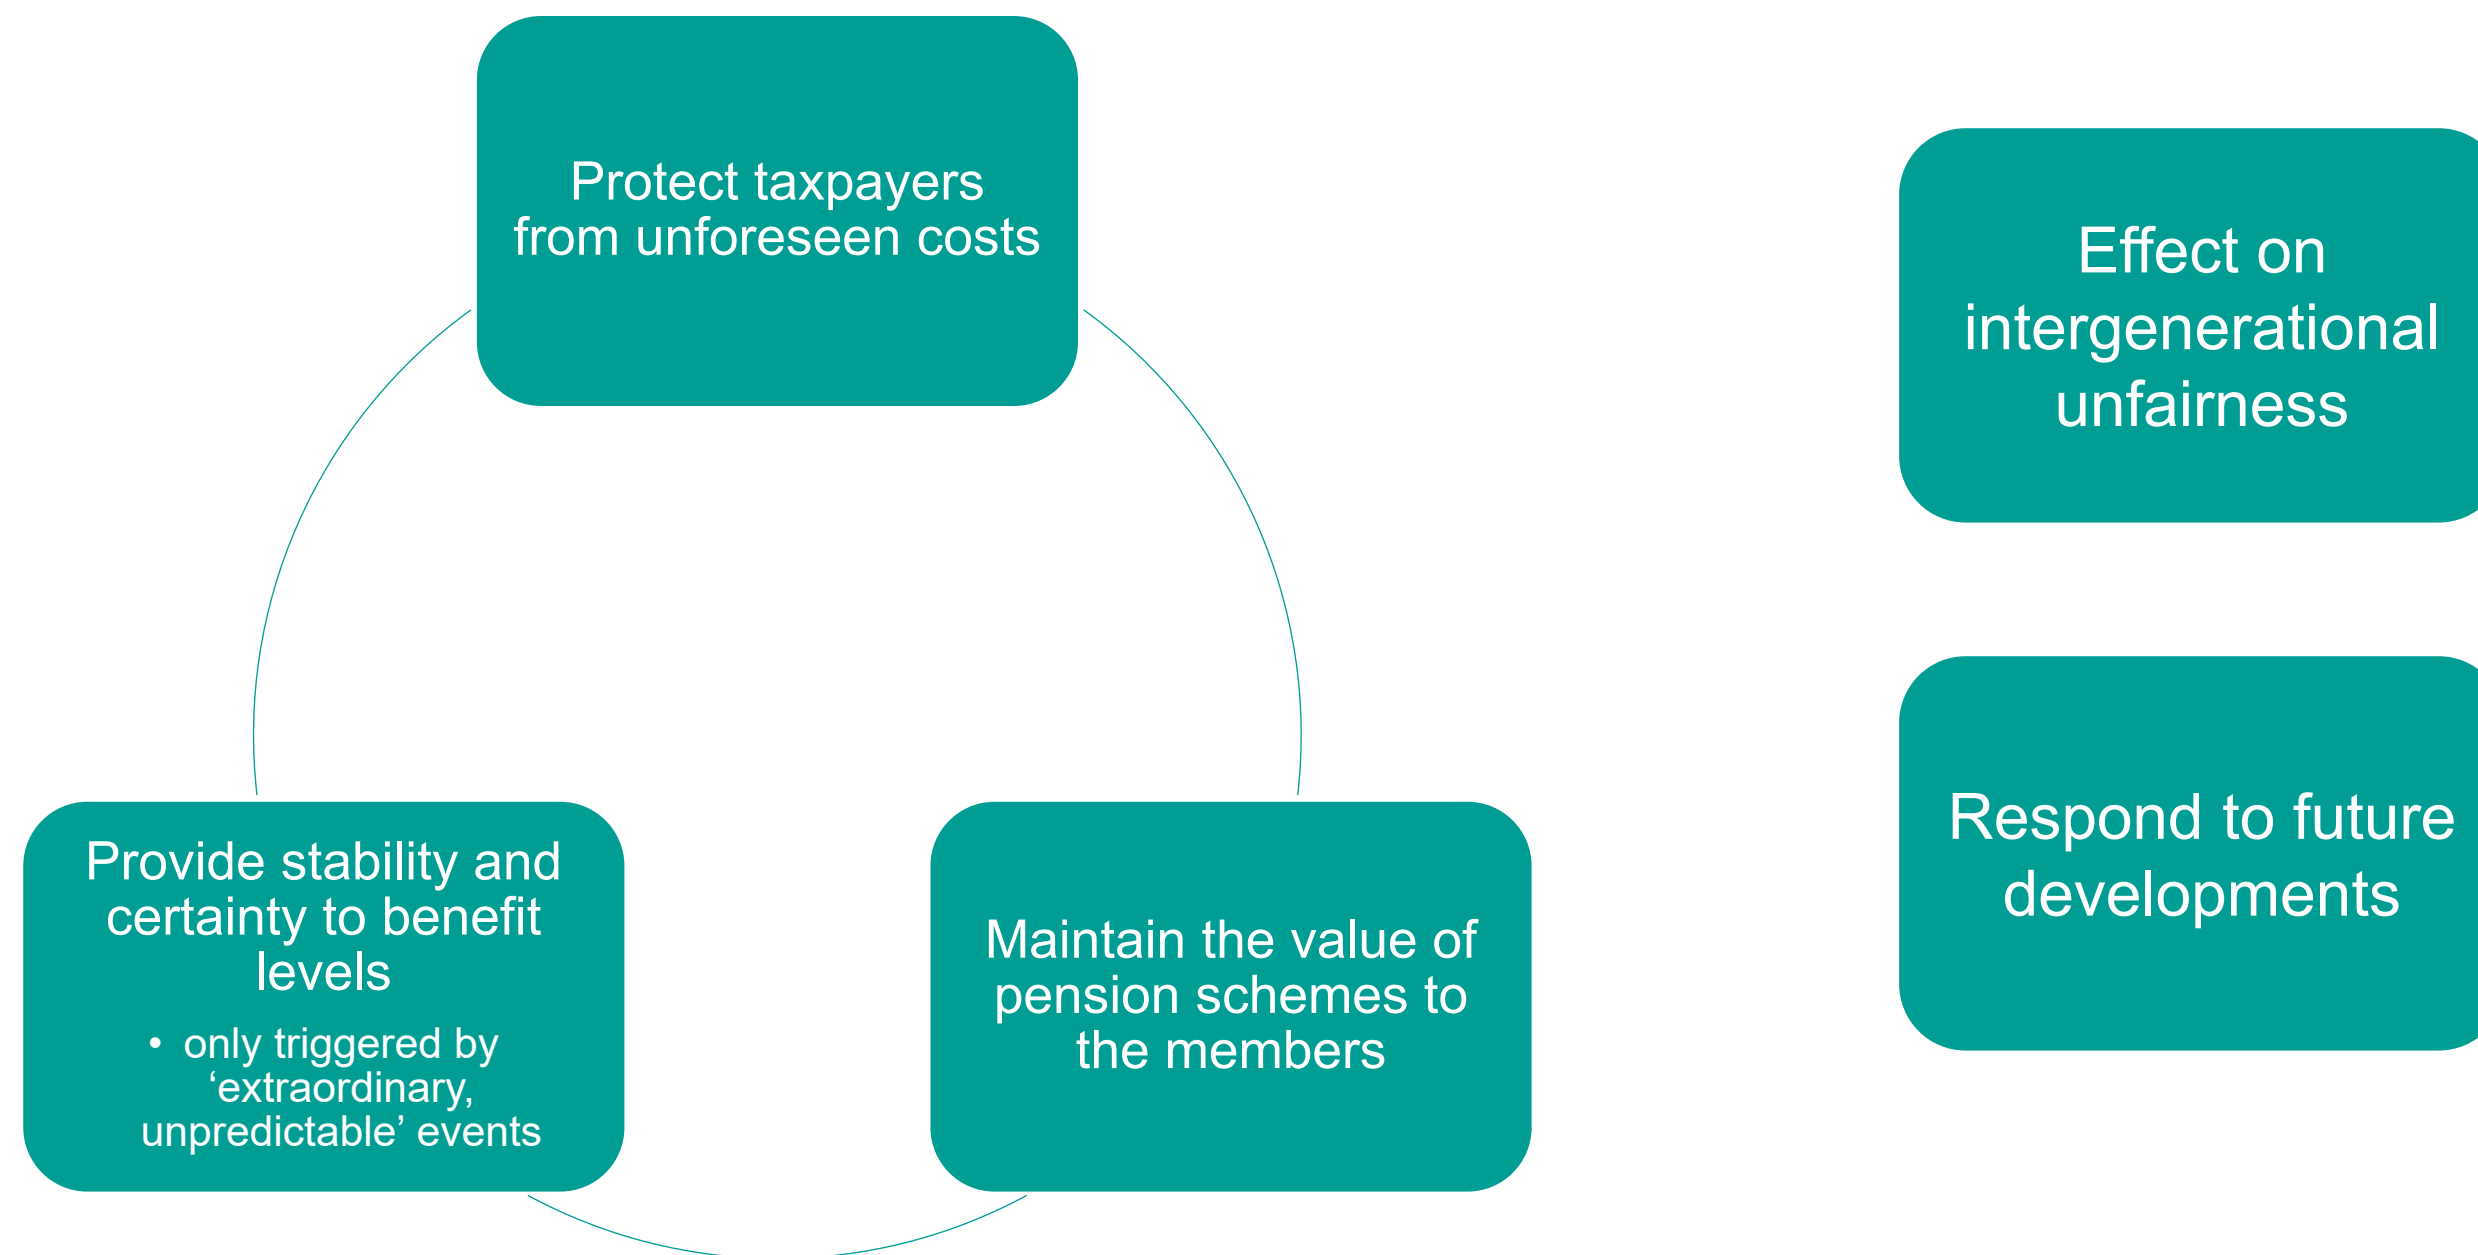 Protect taxpayers
from unforeseen costs
Provide stability and
certainty to benefit
levels
• only triggered by
‘extraordinary,
unpredictable’ events
Maintain the value of
pension schemes to
the members
Effect on
intergenerational
unfairness
Respond to future
developments